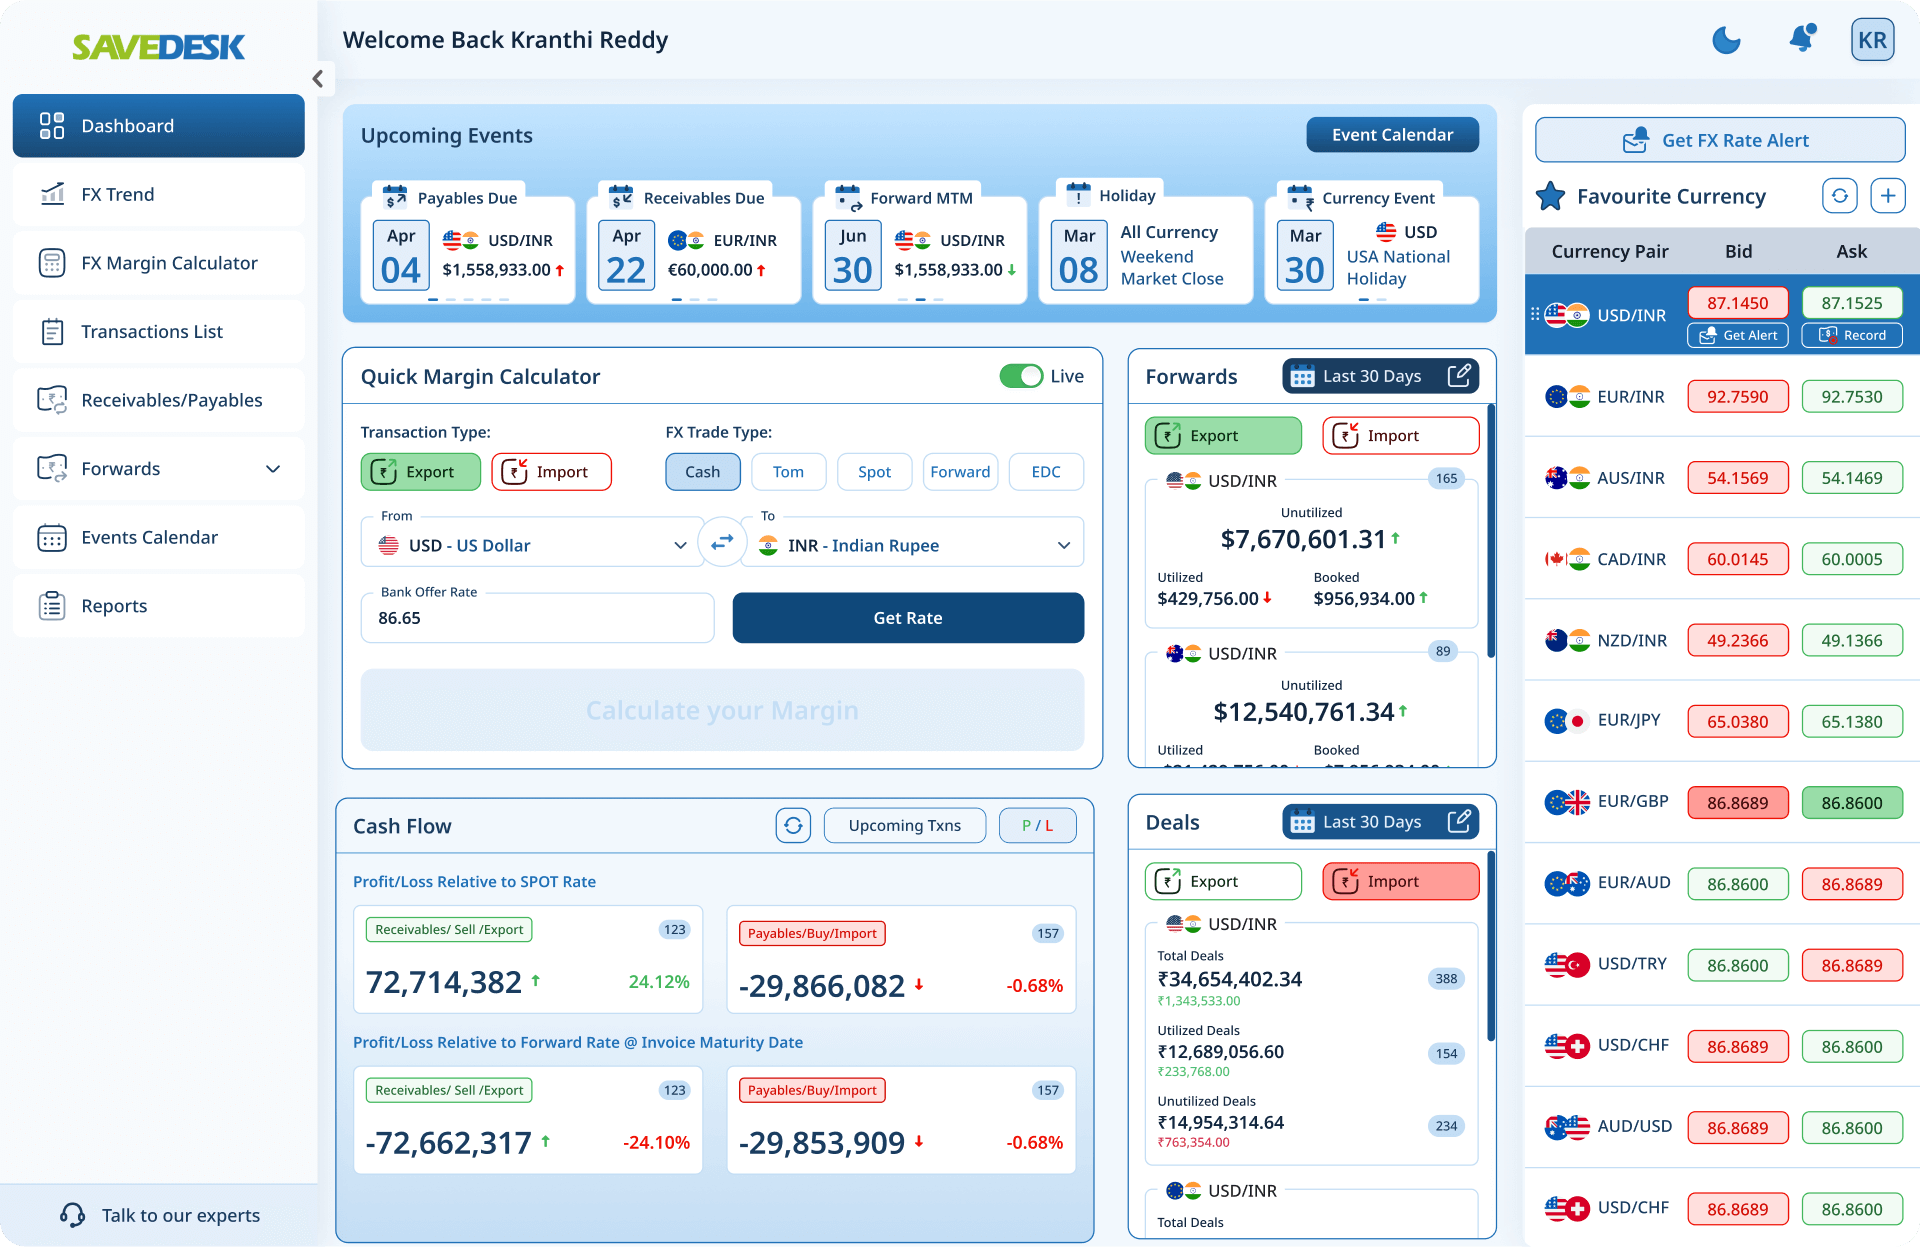 SAVEDESK
Dashboard
FX Trend
FX Margin Calculator
Transactions List
Receivables/Payables
Forwards
Events Calendar
Reports
Talk to our experts
Welcome Back Kranthi Reddy
KR
Upcoming Events
Event Calendar
Payables Due
Apr
04
USD/INR
$1,558,933.00
Receivables Due
Apr
22
EUR/INR
€60,000.00
Forward MTM
Jun
30
USD/INR
$1,558,933.00
Holiday
Mar
08
All Currency
Weekend
Market Close
Currency Event
Mar
30
USD
USA National
Holiday
Quick Margin Calculator
Live
Transaction Type:
Export
Import
FX Trade Type:
Cash
Tom
Spot
Forward
EDC
From
USD - US Dollar
To
INR - Indian Rupee
Bank Offer Rate
86.65
Get Rate
Calculate your Margin
Forwards
Last 30 Days
Export
Import
USD/INR
165
Unutilized
$7,670,601.31
Utilized
$429,756.00
Booked
$956,934.00
USD/INR
89
Unutilized
$12,540,761.34
Utilized
Booked
Cash Flow
Upcoming Txns
P / L
Profit/Loss Relative to SPOT Rate
Receivables/ Sell /Export
123
72,714,382
24.12%
Payables/Buy/Import
157
-29,866,082
-0.68%
Profit/Loss Relative to Forward Rate @ Invoice Maturity Date
Receivables/ Sell /Export
123
-72,662,317
-24.10%
Payables/Buy/Import
157
-29,853,909
-0.68%
Deals
Last 30 Days
Export
Import
USD/INR
Total Deals
₹34,654,402.34
₹1,343,533.00
388
Utilized Deals
₹12,689,056.60
₹233,768.00
154
Unutilized Deals
₹14,954,314.64
₹763,354.00
234
USD/INR
Total Deals
Get FX Rate Alert
Favourite Currency
Currency Pair Bid Ask
USD/INR 87.1450 87.1525
Get Alert Record
EUR/INR 92.7590 92.7530
AUS/INR 54.1569 54.1469
CAD/INR 60.0145 60.0005
NZD/INR 49.2366 49.1366
EUR/JPY 65.0380 65.1380
EUR/GBP 86.8689 86.8600
EUR/AUD 86.8600 86.8689
USD/TRY 86.8600 86.8689
USD/CHF 86.8689 86.8600
AUD/USD 86.8689 86.8600
USD/CHF 86.8689 86.8600